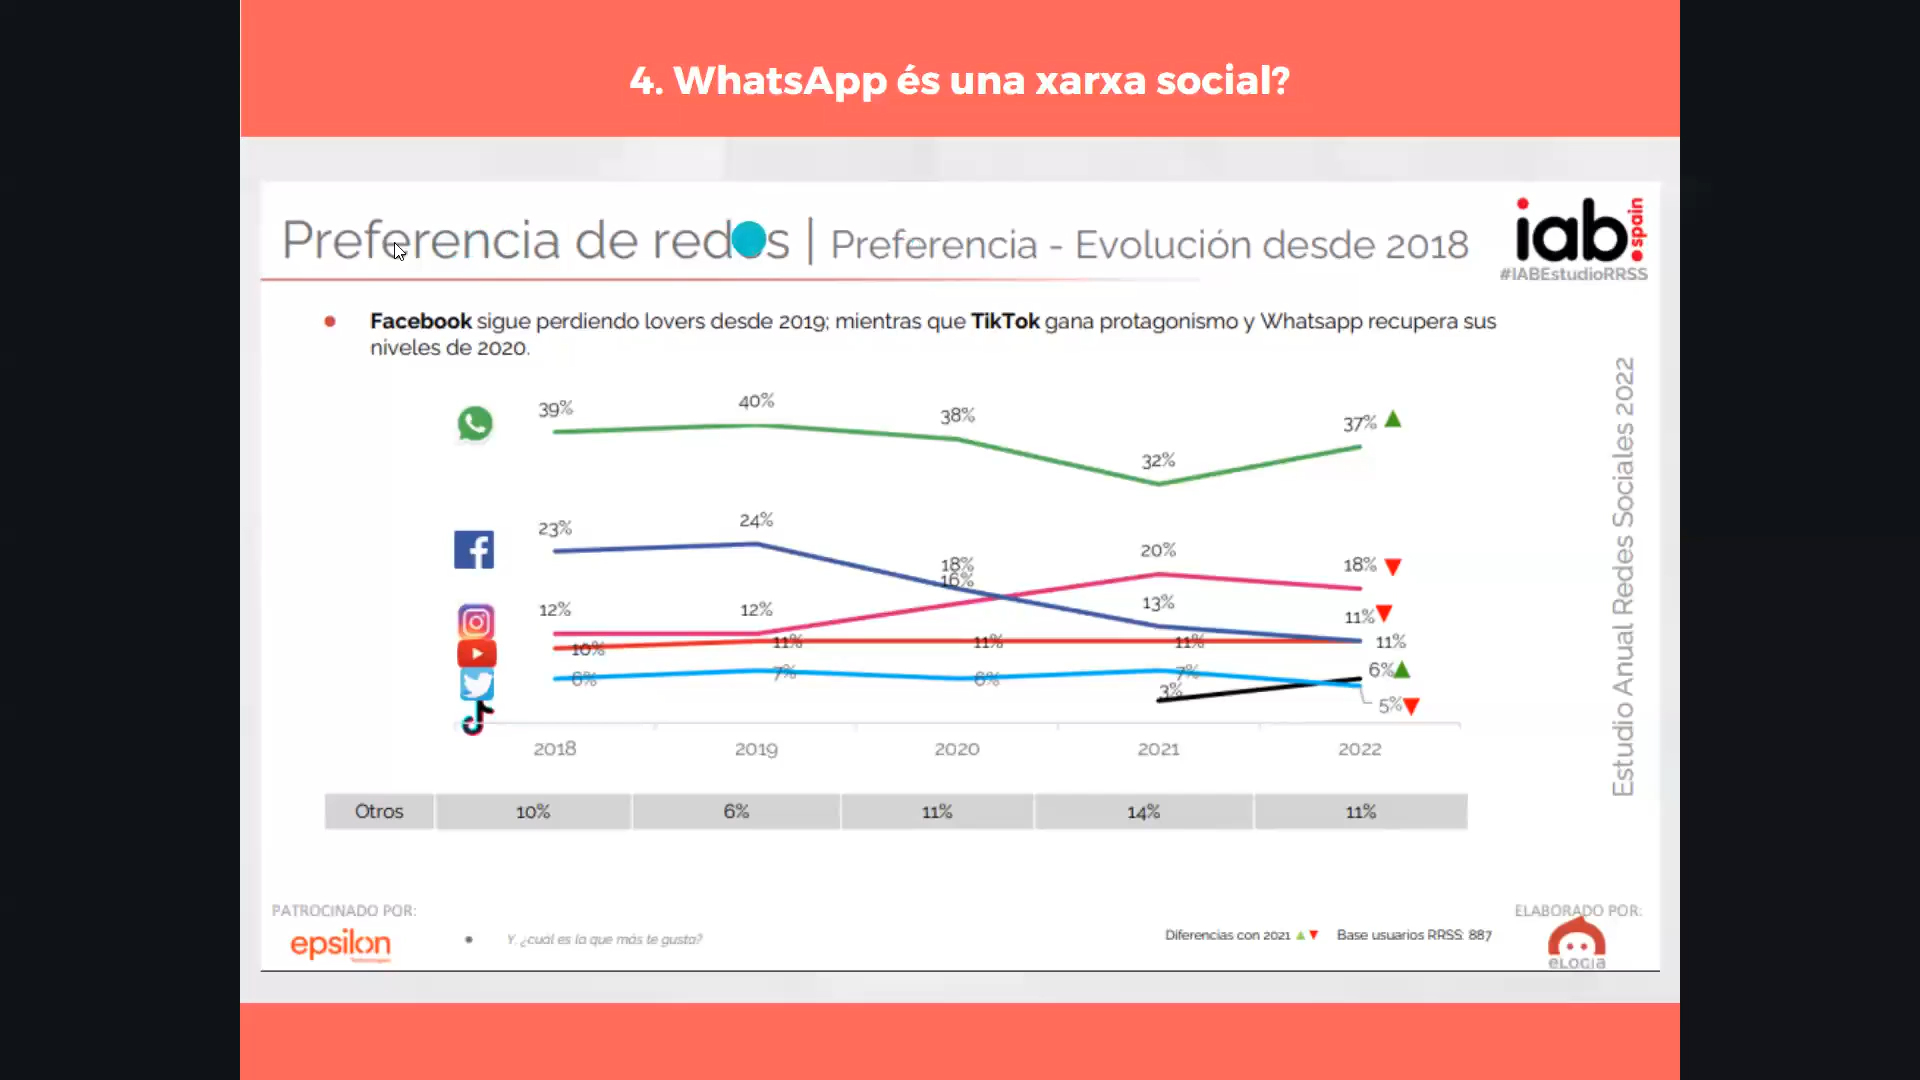 4. WhatsApp és una xarxa social?
Preferencia de redes | Preferencia - Evolución desde 2018
iab.spain
#IABEstudioRRSS
Facebook sigue perdiendo lovers desde 2019; mientras que TikTok gana protagonismo y Whatsapp recupera sus
niveles de 2020.
39% 40% 38% 32% 37%
23% 24% 18% 13% 11%
12% 12% 16% 20% 18%
10% 11% 11% 11% 11%
6% 7% 6% 7% 5%
3% 6%
2018 2019 2020 2021 2022
Otros 10% 6% 11% 14% 11%
Estudio Anual Redes Sociales 2022
PATROCINADO POR:
epsilon
Y, ¿cuál es la que más te gusta?
Diferencias con 2021 ▲▼ Base usuarios RRSS: 887
ELABORADO POR:
eLOGIA